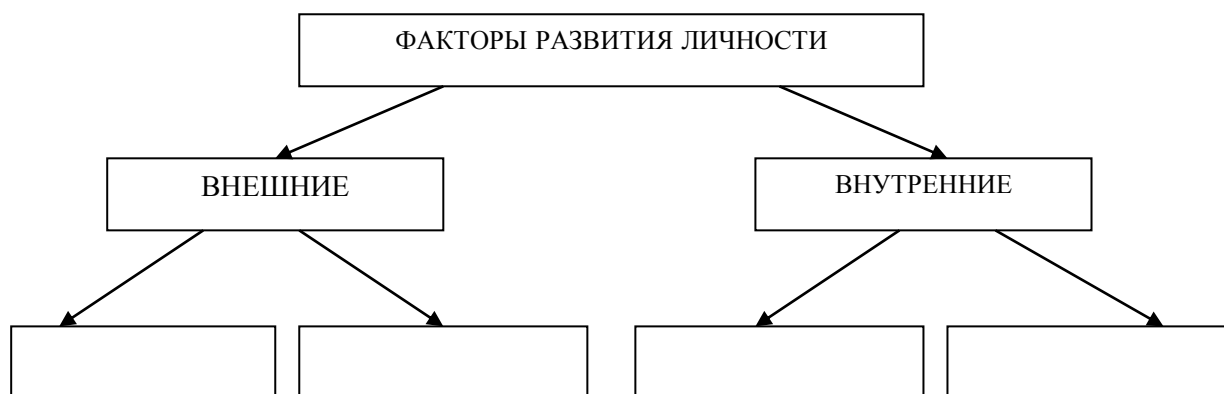 ФАКТОРЫ РАЗВИТИЯ ЛИЧНОСТИ
ВНЕШНИЕ
ВНУТРЕННИЕ